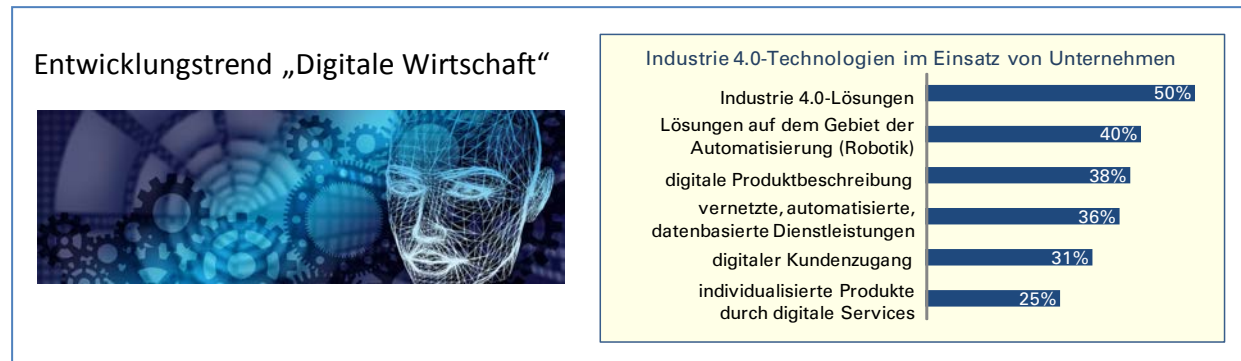 Entwicklungstrend „Digitale Wirtschaft“
Industrie 4.0-Technologien im Einsatz von Unternehmen
Industrie 4.0-Lösungen
50%
Lösungen auf dem Gebiet der
Automatisierung (Robotik)
40%
digitale Produktbeschreibung
38%
vernetzte, automatisierte,
datenbasierte Dienstleistungen
36%
digitaler Kundenzugang
31%
individualisierte Produkte
durch digitale Services
25%